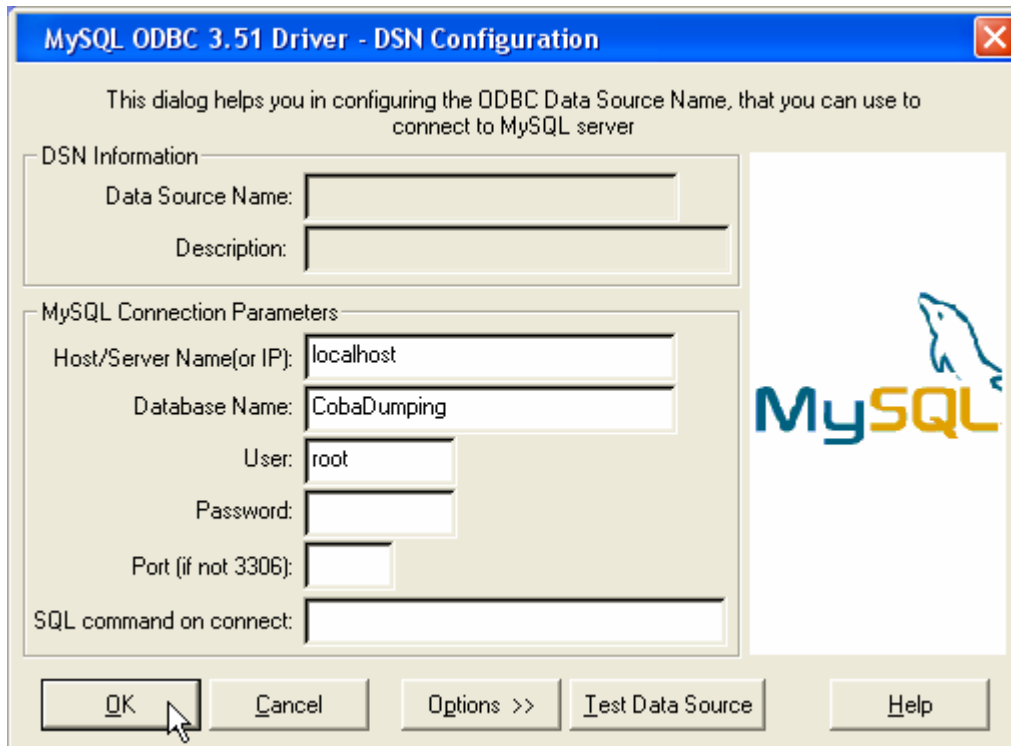 MySQL ODBC 3.51 Driver - DSN Configuration
This dialog helps you in configuring the ODBC Data Source Name, that you can use to
connect to MySQL server
DSN Information
Data Source Name:
Description:
MySQL Connection Parameters
Host/Server Name(or IP): localhost
Database Name: CobaDumping
User: root
Password:
Port (if not 3306):
SQL command on connect:
MySQL
OK Cancel Options >> Test Data Source Help